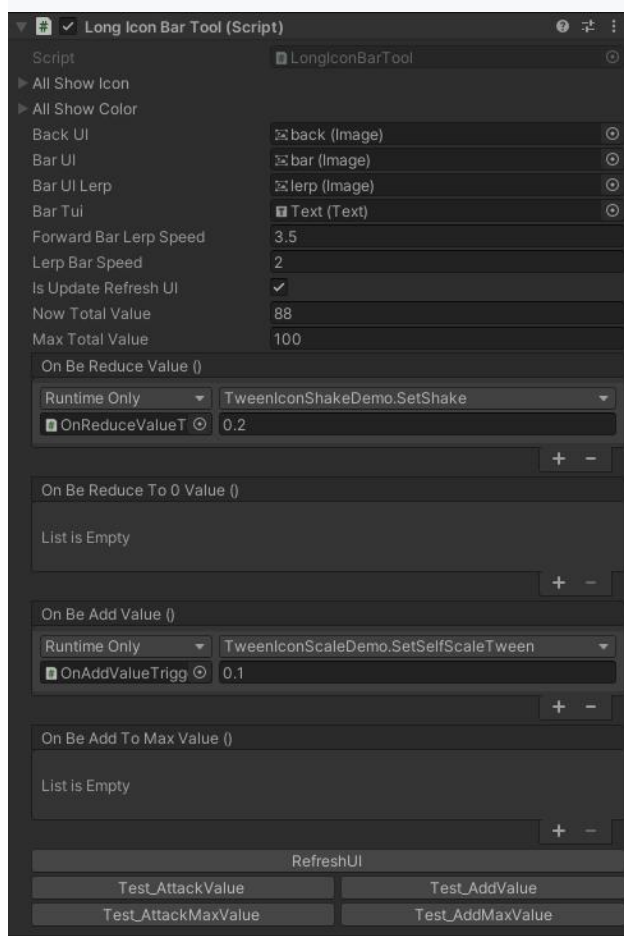 Long Icon Bar Tool (Script)
Script LongIconBarTool
All Show Icon
All Show Color
Back UI back (Image)
Bar UI bar (Image)
Bar UI Lerp lerp (Image)
Bar Tui Text (Text)
Forward Bar Lerp Speed 3.5
Lerp Bar Speed 2
Is Update Refresh UI
Now Total Value 88
Max Total Value 100
On Be Reduce Value ()
Runtime Only TweenIconShakeDemo.SetShake
OnReduceValueT 0.2
+ −
On Be Reduce To 0 Value ()
List is Empty
+ −
On Be Add Value ()
Runtime Only TweenIconScaleDemo.SetSelfScaleTween
OnAddValueTrigg 0.1
+ −
On Be Add To Max Value ()
List is Empty
+ −
RefreshUI
Test_AttackValue Test_AddValue
Test_AttackMaxValue Test_AddMaxValue